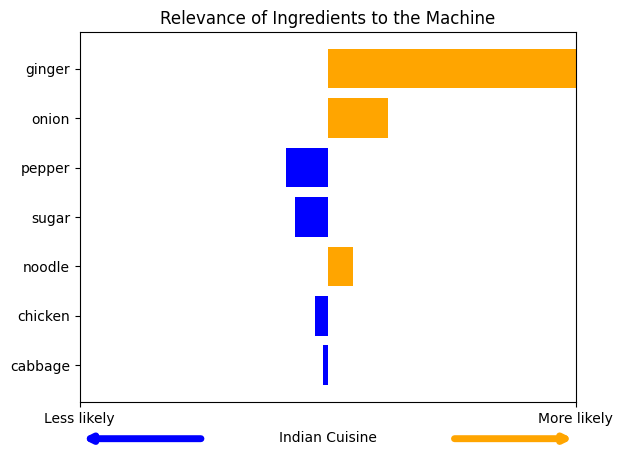 Relevance of Ingredients to the Machine
ginger
onion
pepper
sugar
noodle
chicken
cabbage
Less likely
More likely
Indian Cuisine